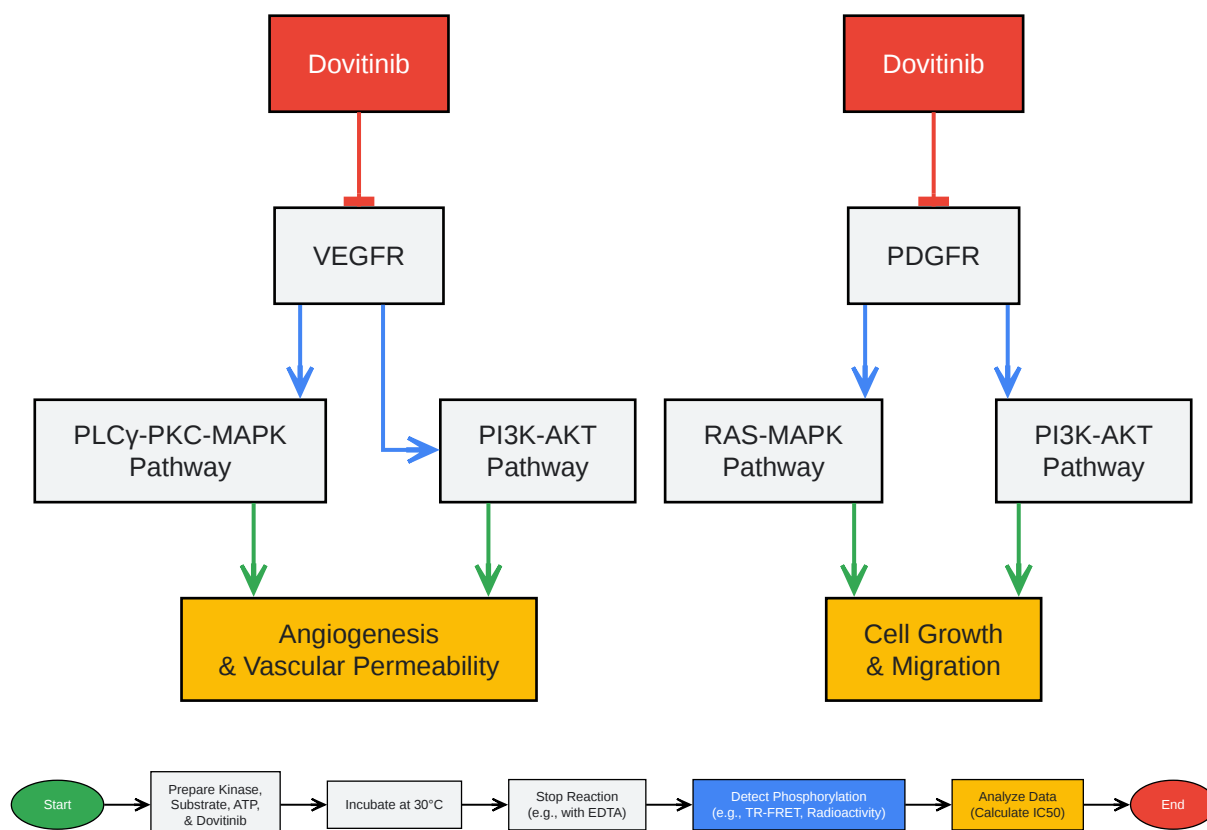 Dovitinib
Dovitinib
VEGFR
PDGFR
PLCγ-PKC-MAPK
Pathway
PI3K-AKT
Pathway
RAS-MAPK
Pathway
PI3K-AKT
Pathway
Angiogenesis
& Vascular Permeability
Cell Growth
& Migration
Start
Prepare Kinase,
Substrate, ATP,
& Dovitinib
Incubate at 30°C
Stop Reaction
(e.g., with EDTA)
Detect Phosphorylation
(e.g., TR-FRET, Radioactivity)
Analyze Data
(Calculate IC50)
End